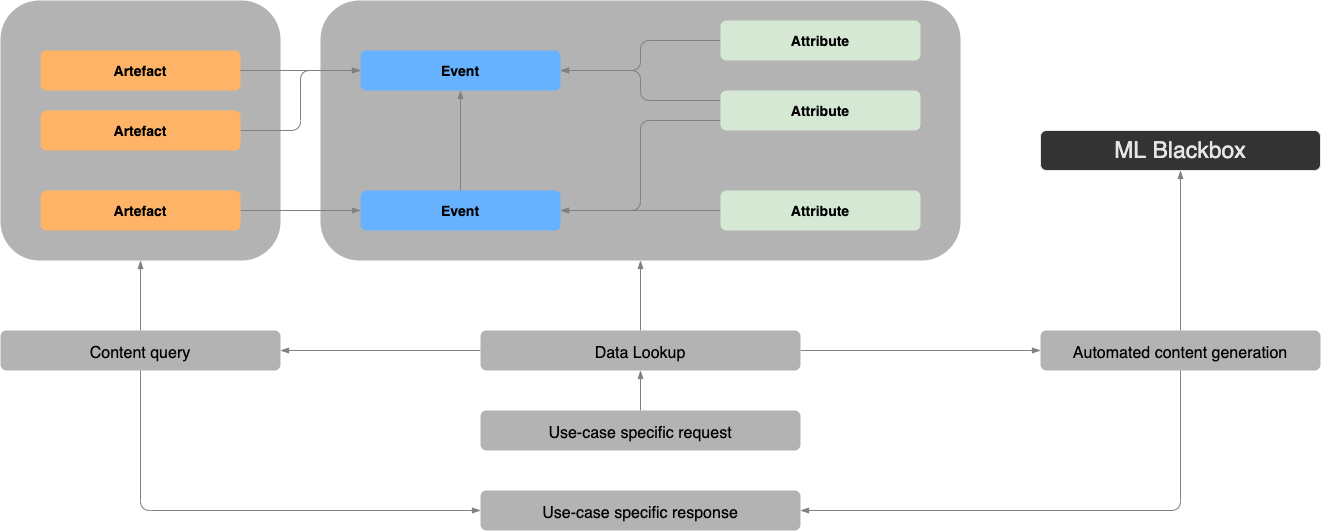 Attribute
Artefact
Event
Artefact
Attribute
ML Blackbox
Artefact
Event
Attribute
Content query
Data Lookup
Automated content generation
Use-case specific request
Use-case specific response